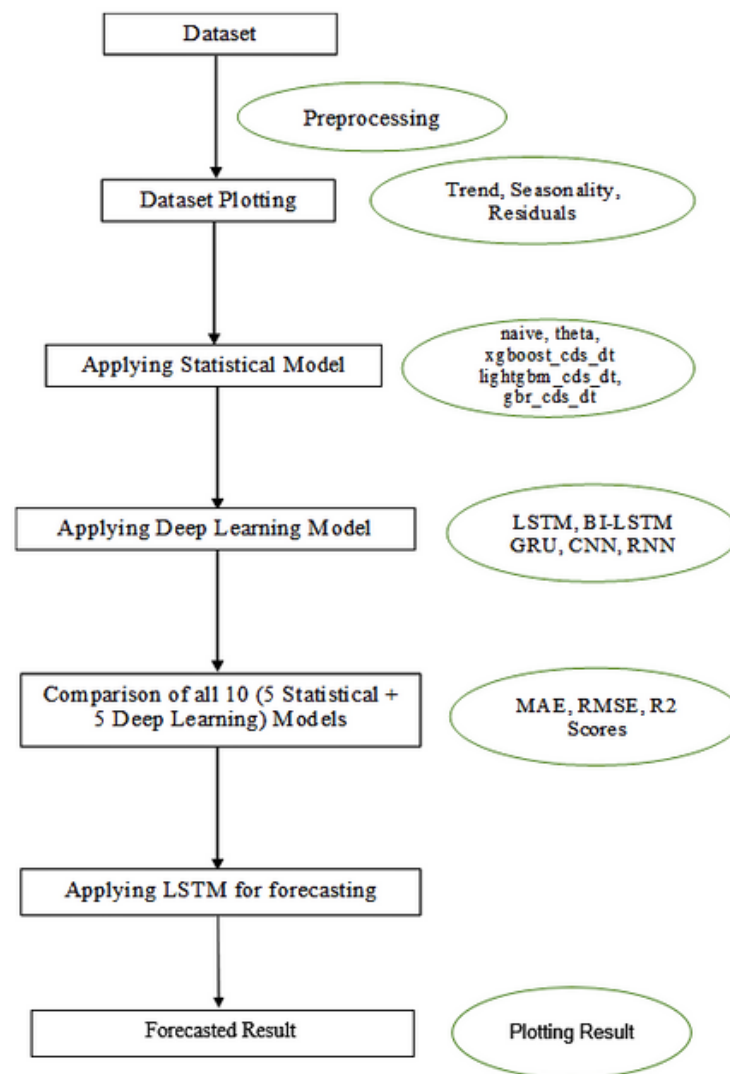 Dataset
Preprocessing
Dataset Plotting
Trend, Seasonality,
Residuals
Applying Statistical Model
naive, theta,
xgboost_cds_dt
lightgbm_cds_dt,
gbr_cds_dt
Applying Deep Learning Model
LSTM, BI-LSTM
GRU, CNN, RNN
Comparison of all 10 (5 Statistical +
5 Deep Learning) Models
MAE, RMSE, R2
Scores
Applying LSTM for forecasting
Forecasted Result
Plotting Result